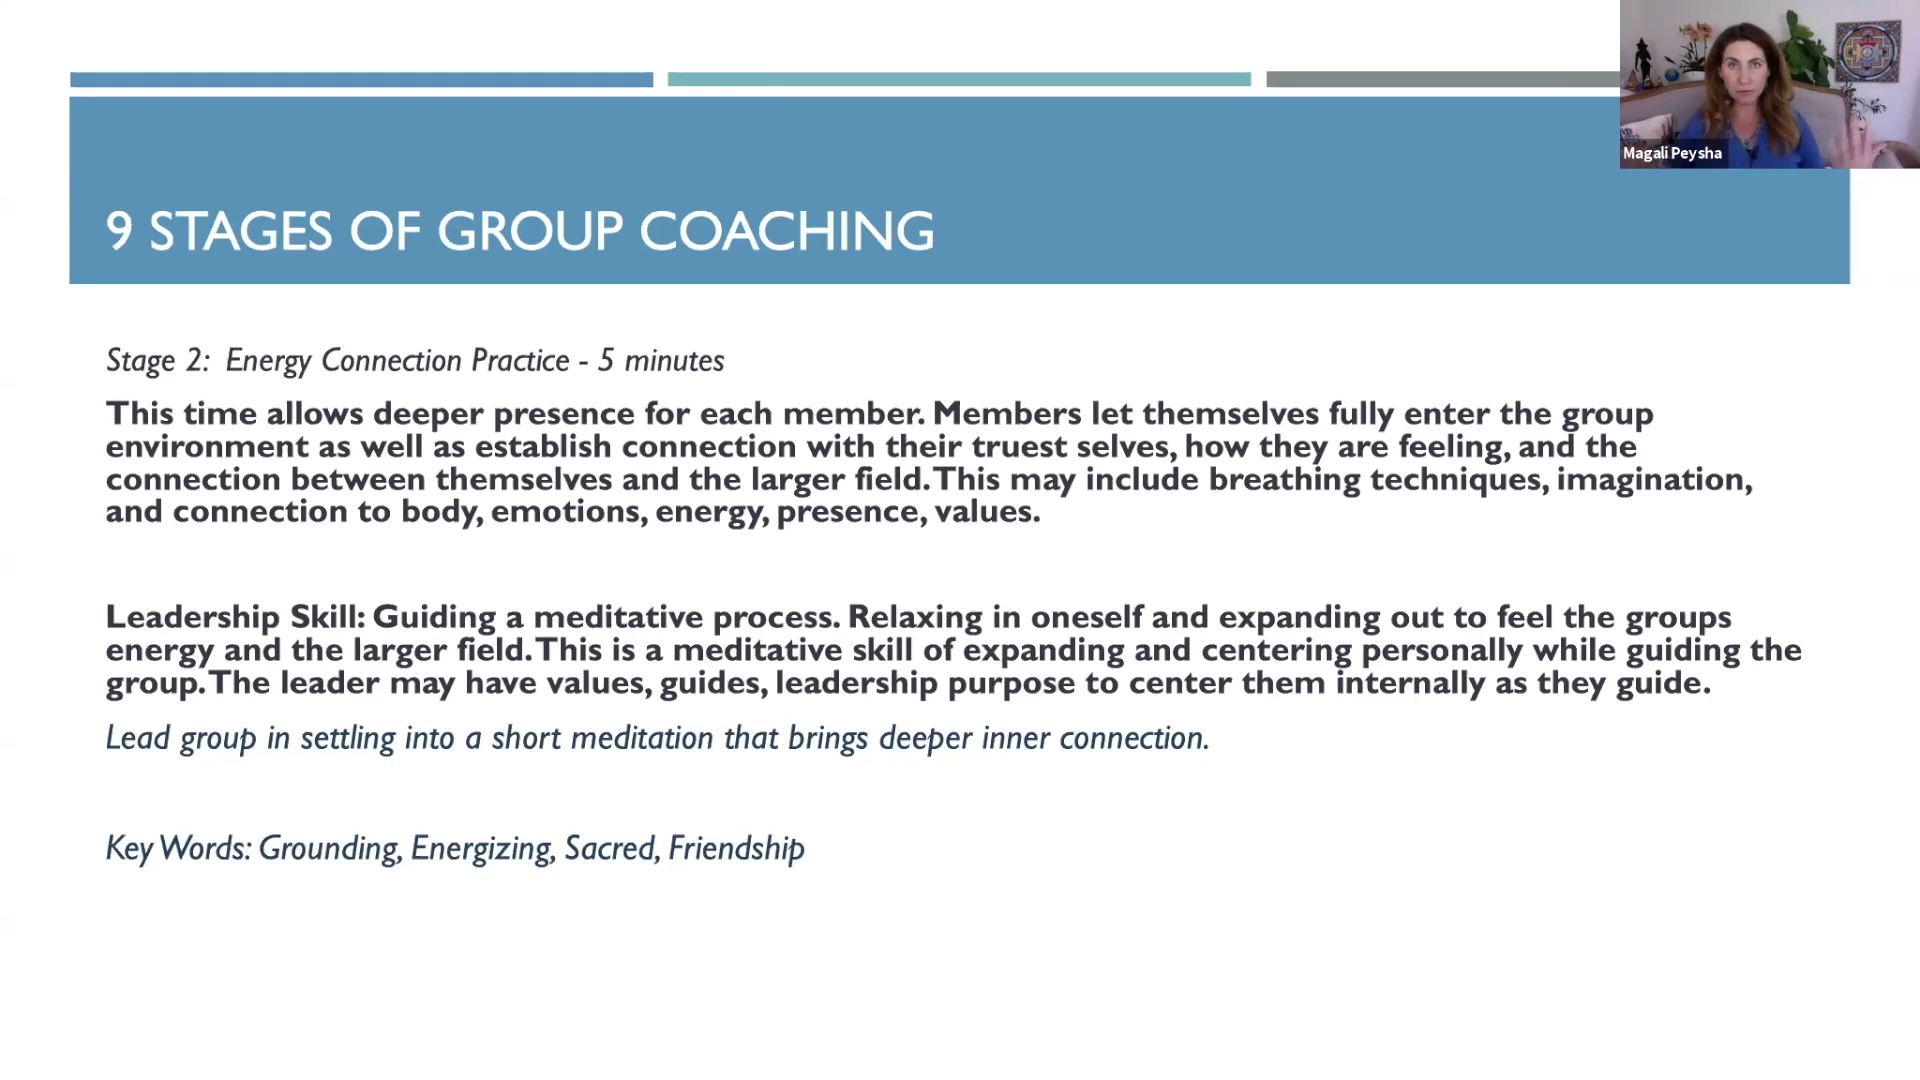 Magali Peysha
9 STAGES OF GROUP COACHING
Stage 2: Energy Connection Practice - 5 minutes
This time allows deeper presence for each member. Members let themselves fully enter the group
environment as well as establish connection with their truest selves, how they are feeling, and the
connection between themselves and the larger field. This may include breathing techniques, imagination,
and connection to body, emotions, energy, presence, values.
Leadership Skill: Guiding a meditative process. Relaxing in oneself and expanding out to feel the groups
energy and the larger field. This is a meditative skill of expanding and centering personally while guiding the
group. The leader may have values, guides, leadership purpose to center them internally as they guide.
Lead group in settling into a short meditation that brings deeper inner connection.
Key Words: Grounding, Energizing, Sacred, Friendship